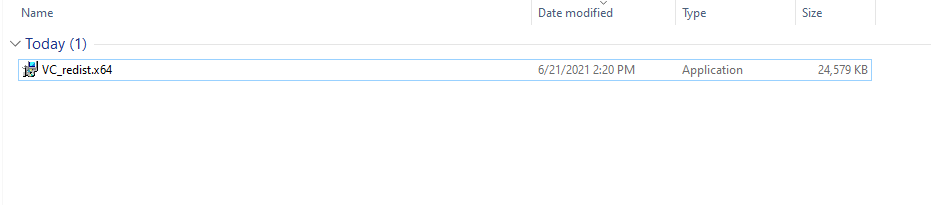 Name Date modified Type Size
Today (1)
VC_redist.x64 6/21/2021 2:20 PM Application 24,579 KB